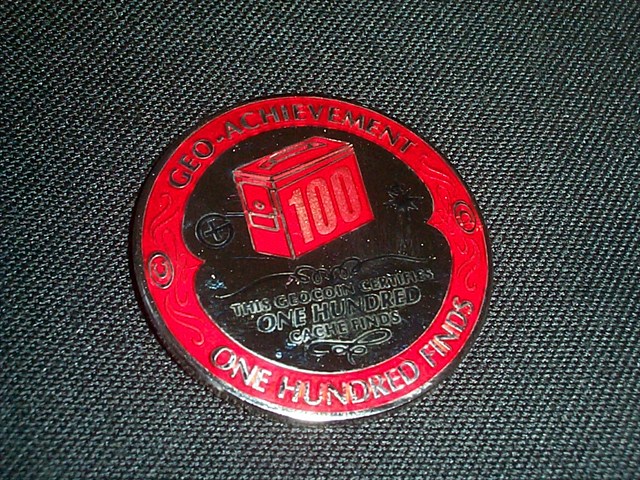 GEO-ACHIEVEMENT
100
THIS GEOCOIN CERTIFIES
ONE HUNDRED
CACHE FINDS
ONE HUNDRED FINDS